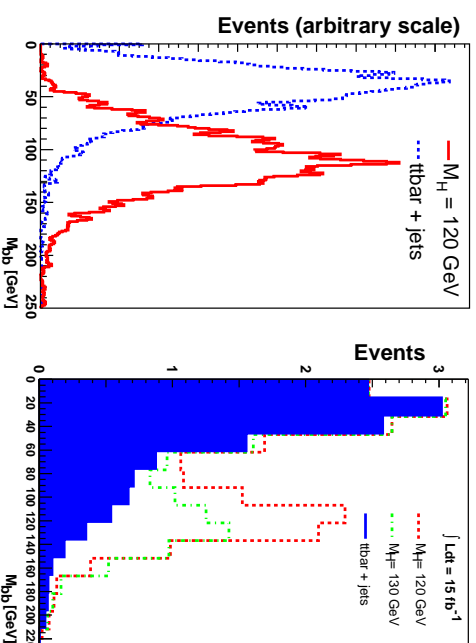 Events (arbitrary scale)
M_H = 120 GeV
ttbar + jets
0
50
100
150
200
250
M_bb [GeV]
Events
∫ Ldt = 15 fb⁻¹
M_H= 120 GeV
M_H= 130 GeV
ttbar + jets
3
2
1
0
0 20 40 60 80 100 120 140 160 180 200 22
M_bb [GeV]